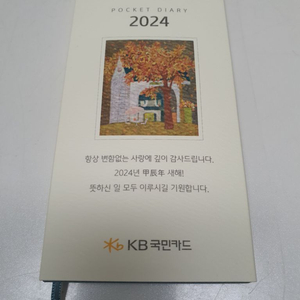 POCKET DIARY
2024
항상 변함없는 사랑에 깊이 감사드립니다.
2024년 甲辰年 새해!
뜻하신 일 모두 이루시길 기원합니다.
KB 국민카드